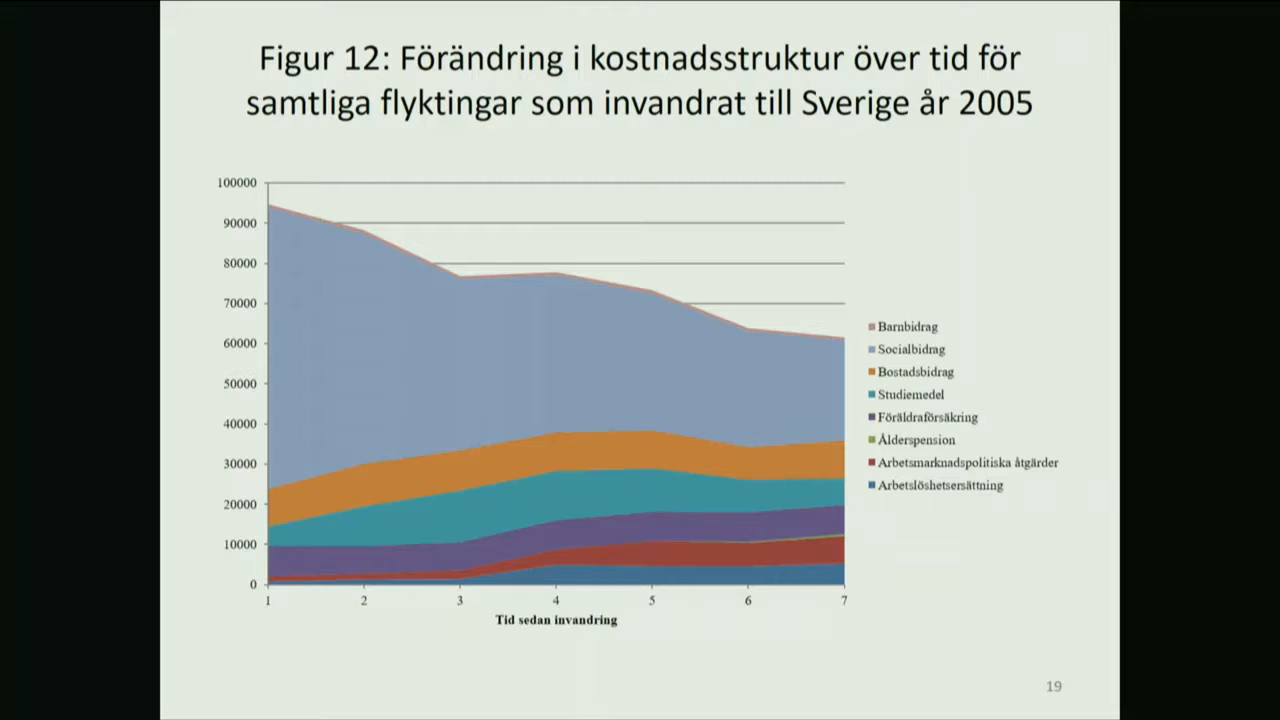 Figur 12: Förändring i kostnadsstruktur över tid för
samtliga flyktingar som invandrat till Sverige år 2005
100000
90000
80000
70000
60000
50000
40000
30000
20000
10000
0
1 2 3 4 5 6 7
Tid sedan invandring
Barnbidrag
Socialbidrag
Bostadsbidrag
Studiemedel
Föräldraförsäkring
Ålderspension
Arbetsmarknadspolitiska åtgärder
Arbetslöshetsersättning
19